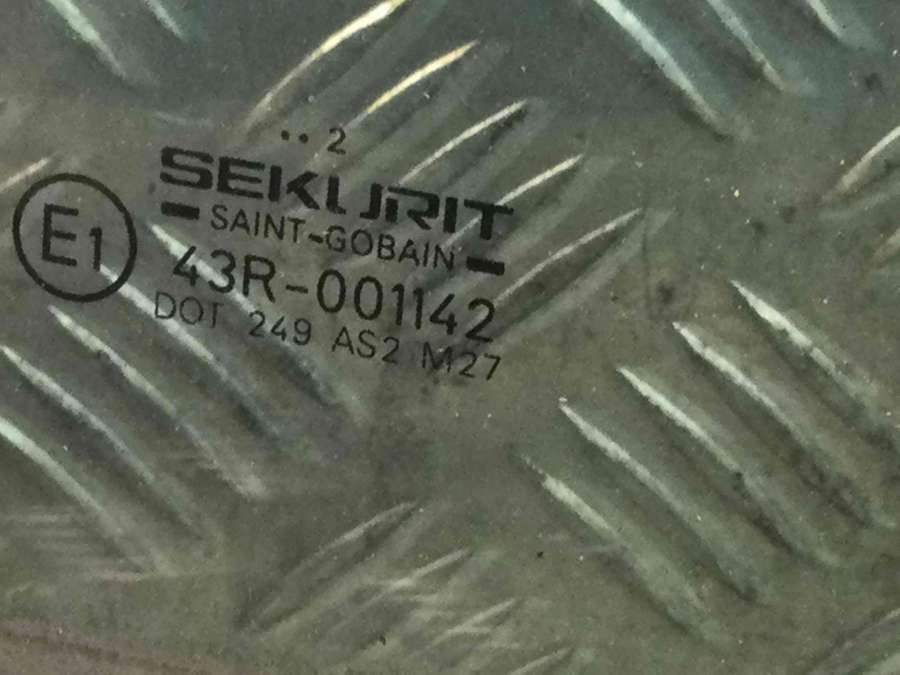 .. 2
SEKURIT
SAINT-GOBAIN
E1
43R-001142
DOT 249 AS2 M27